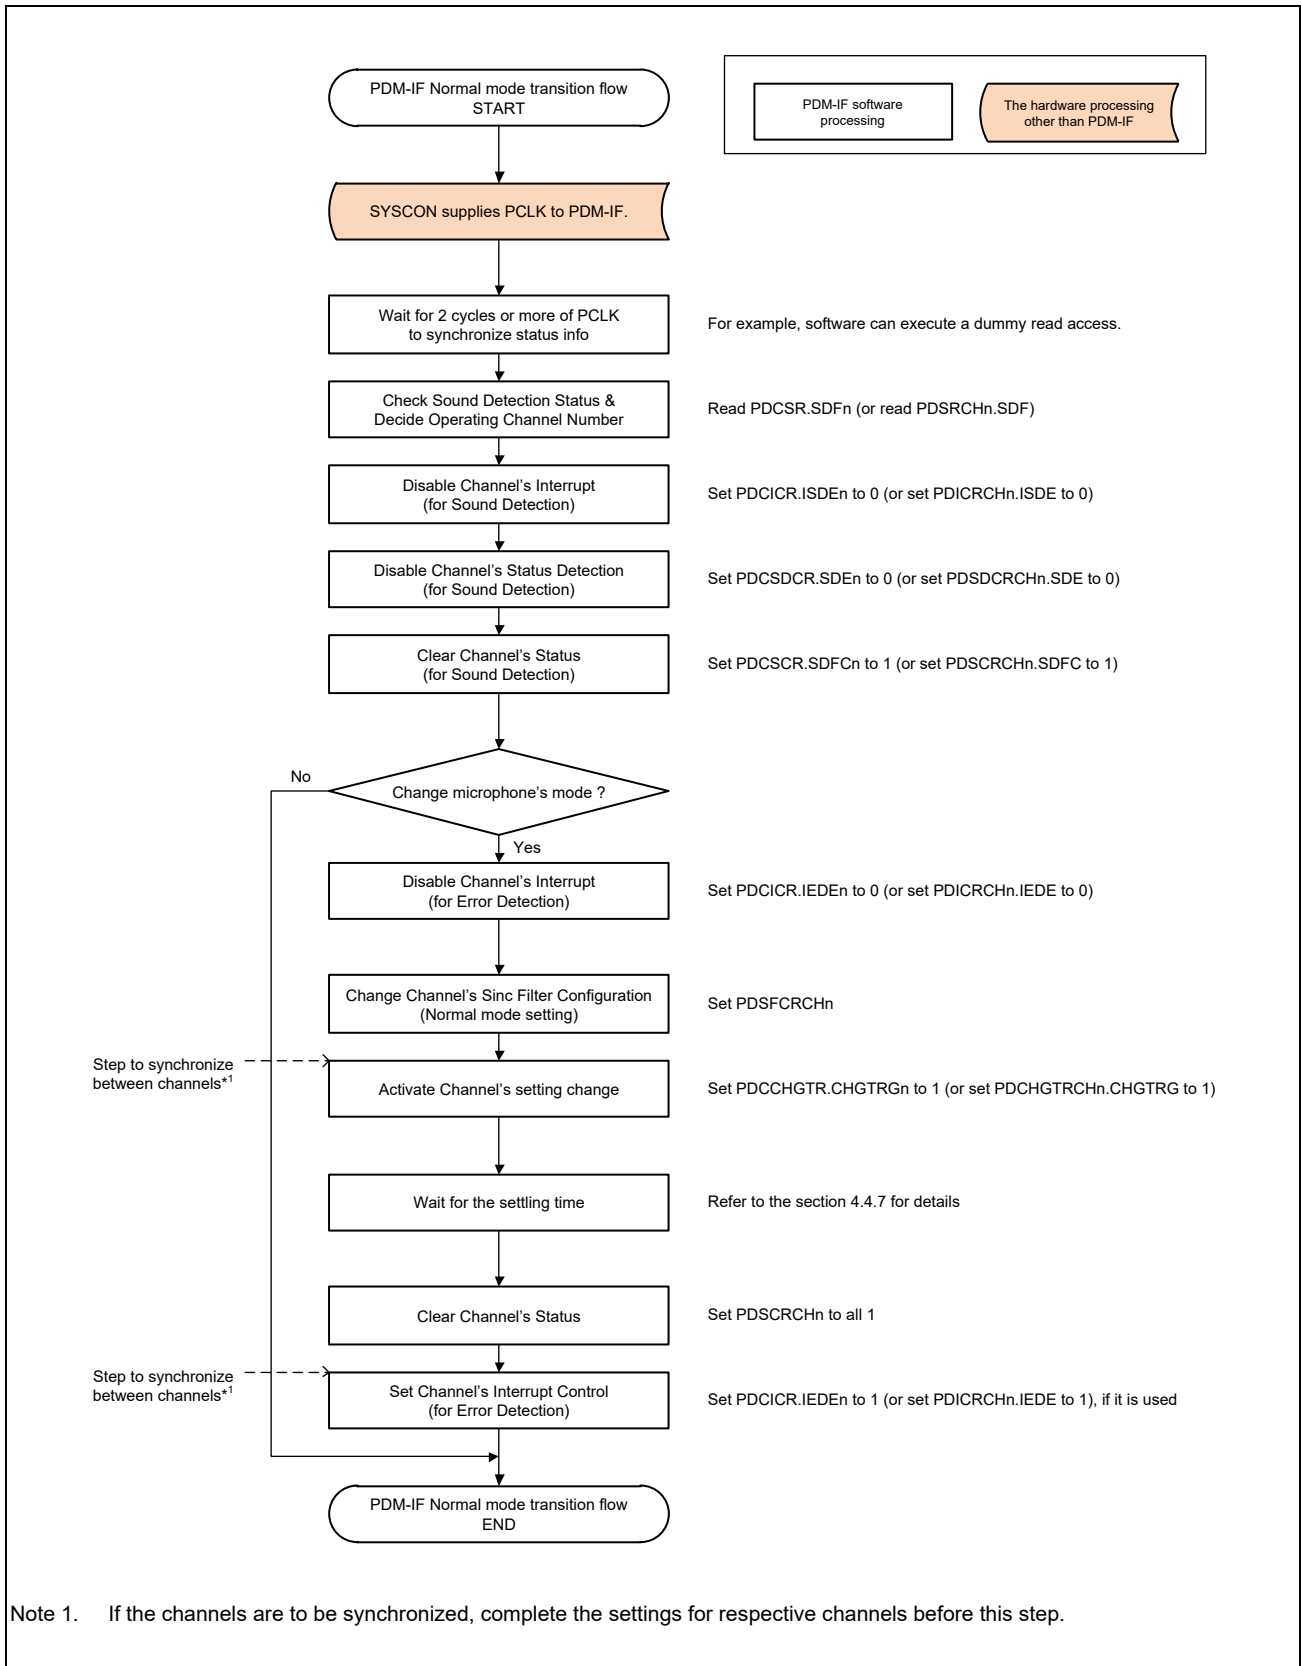 PDM-IF Normal mode transition flow
START
PDM-IF software
processing
The hardware processing
other than PDM-IF
SYSCON supplies PCLK to PDM-IF.
Wait for 2 cycles or more of PCLK
to synchronize status info
For example, software can execute a dummy read access.
Check Sound Detection Status &
Decide Operating Channel Number
Read PDCSR.SDFn (or read PDSRCHn.SDF)
Disable Channel's Interrupt
(for Sound Detection)
Set PDCICR.ISDEn to 0 (or set PDICRCHn.ISDE to 0)
Disable Channel's Status Detection
(for Sound Detection)
Set PDCSDCR.SDEn to 0 (or set PDSDCRCHn.SDE to 0)
Clear Channel's Status
(for Sound Detection)
Set PDCSCR.SDFCn to 1 (or set PDSCRCHn.SDFC to 1)
Change microphone's mode ?
No
Yes
Disable Channel's Interrupt
(for Error Detection)
Set PDCICR.IEDEn to 0 (or set PDICRCHn.IEDE to 0)
Change Channel's Sinc Filter Configuration
(Normal mode setting)
Set PDSFCRCHn
Step to synchronize
between channels*1
Activate Channel's setting change
Set PDCCHGTR.CHGTRGn to 1 (or set PDCHGTRCHn.CHGTRG to 1)
Wait for the settling time
Refer to the section 4.4.7 for details
Clear Channel's Status
Set PDSCRCHn to all 1
Step to synchronize
between channels*1
Set Channel's Interrupt Control
(for Error Detection)
Set PDCICR.IEDEn to 1 (or set PDICRCHn.IEDE to 1), if it is used
PDM-IF Normal mode transition flow
END
Note 1. If the channels are to be synchronized, complete the settings for respective channels before this step.